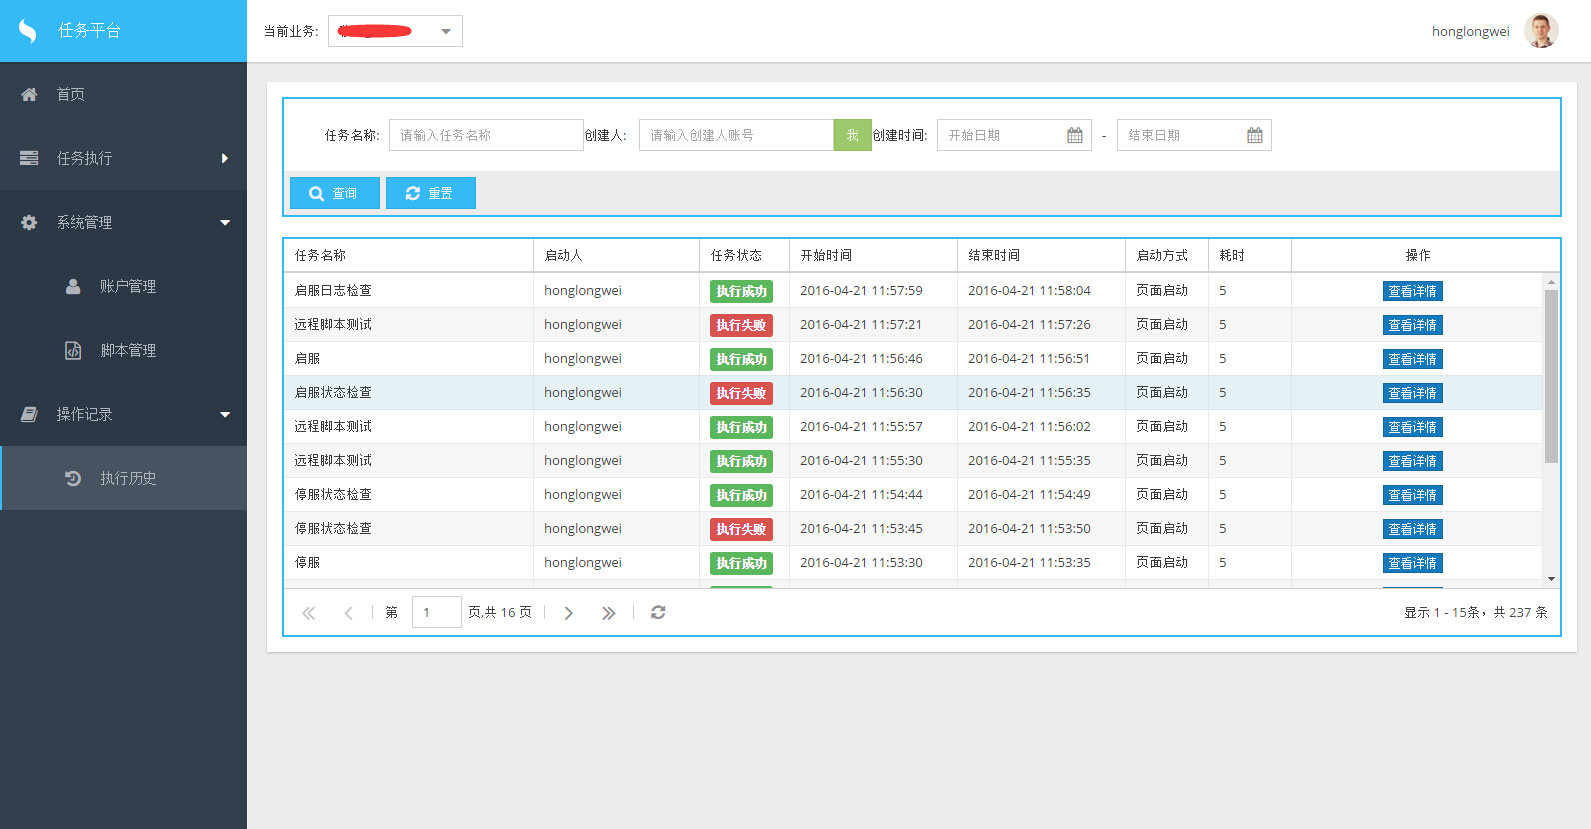 任务平台
当前业务:
honglongwei
首页
任务执行
系统管理
账户管理
脚本管理
操作记录
执行历史
任务名称: 请输入任务名称 创建人: 请输入创建人账号 我 创建时间: 开始日期 - 结束日期
查询 重置
任务名称 启动人 任务状态 开始时间 结束时间 启动方式 耗时 操作
启服日志检查 honglongwei 执行成功 2016-04-21 11:57:59 2016-04-21 11:58:04 页面启动 5 查看详情
远程脚本测试 honglongwei 执行失败 2016-04-21 11:57:21 2016-04-21 11:57:26 页面启动 5 查看详情
启服 honglongwei 执行成功 2016-04-21 11:56:46 2016-04-21 11:56:51 页面启动 5 查看详情
启服状态检查 honglongwei 执行失败 2016-04-21 11:56:30 2016-04-21 11:56:35 页面启动 5 查看详情
远程脚本测试 honglongwei 执行成功 2016-04-21 11:55:57 2016-04-21 11:56:02 页面启动 5 查看详情
远程脚本测试 honglongwei 执行成功 2016-04-21 11:55:30 2016-04-21 11:55:35 页面启动 5 查看详情
停服状态检查 honglongwei 执行成功 2016-04-21 11:54:44 2016-04-21 11:54:49 页面启动 5 查看详情
停服状态检查 honglongwei 执行失败 2016-04-21 11:53:45 2016-04-21 11:53:50 页面启动 5 查看详情
停服 honglongwei 执行成功 2016-04-21 11:53:30 2016-04-21 11:53:35 页面启动 5 查看详情
第 1 页,共 16 页
显示 1 - 15条，共 237 条